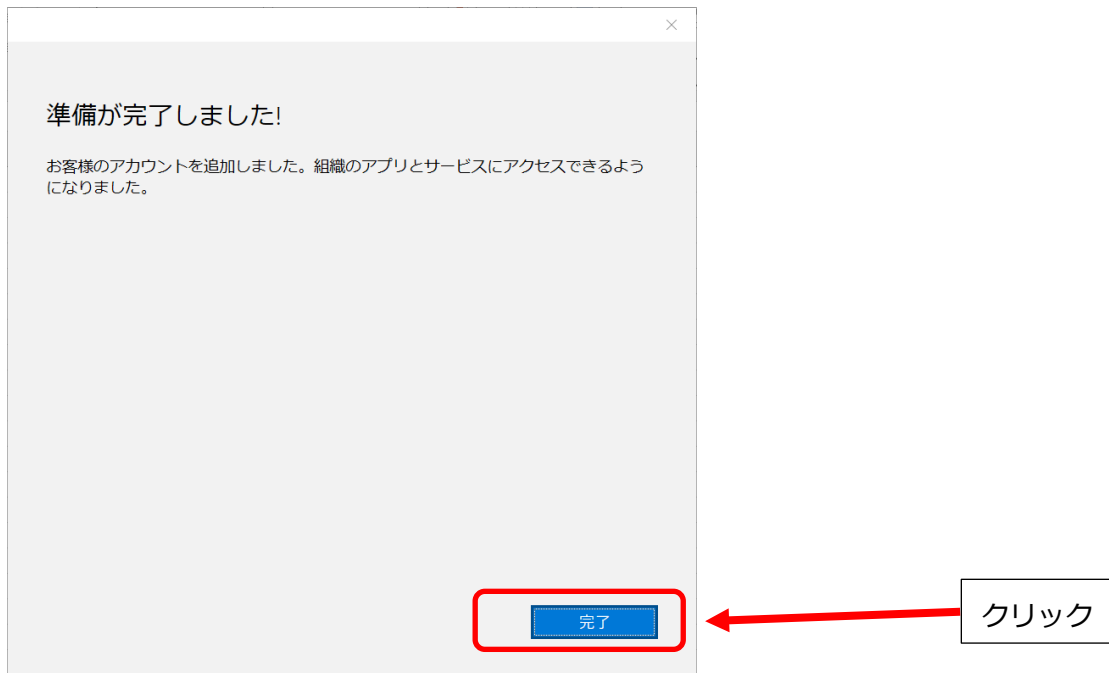 準備が完了しました!
お客様のアカウントを追加しました。組織のアプリとサービスにアクセスできるよう
になりました。
完了
クリック